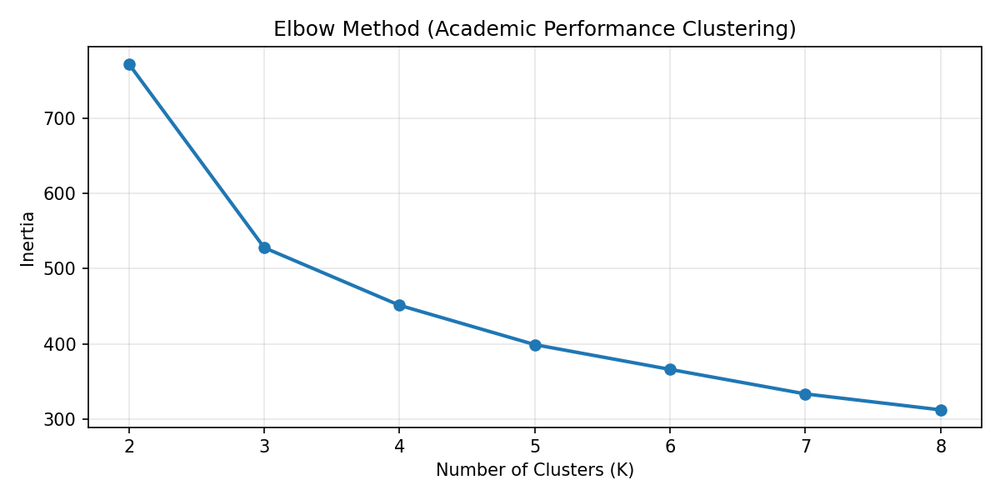 Elbow Method (Academic Performance Clustering)
Inertia
700
600
500
400
300
2 3 4 5 6 7 8
Number of Clusters (K)